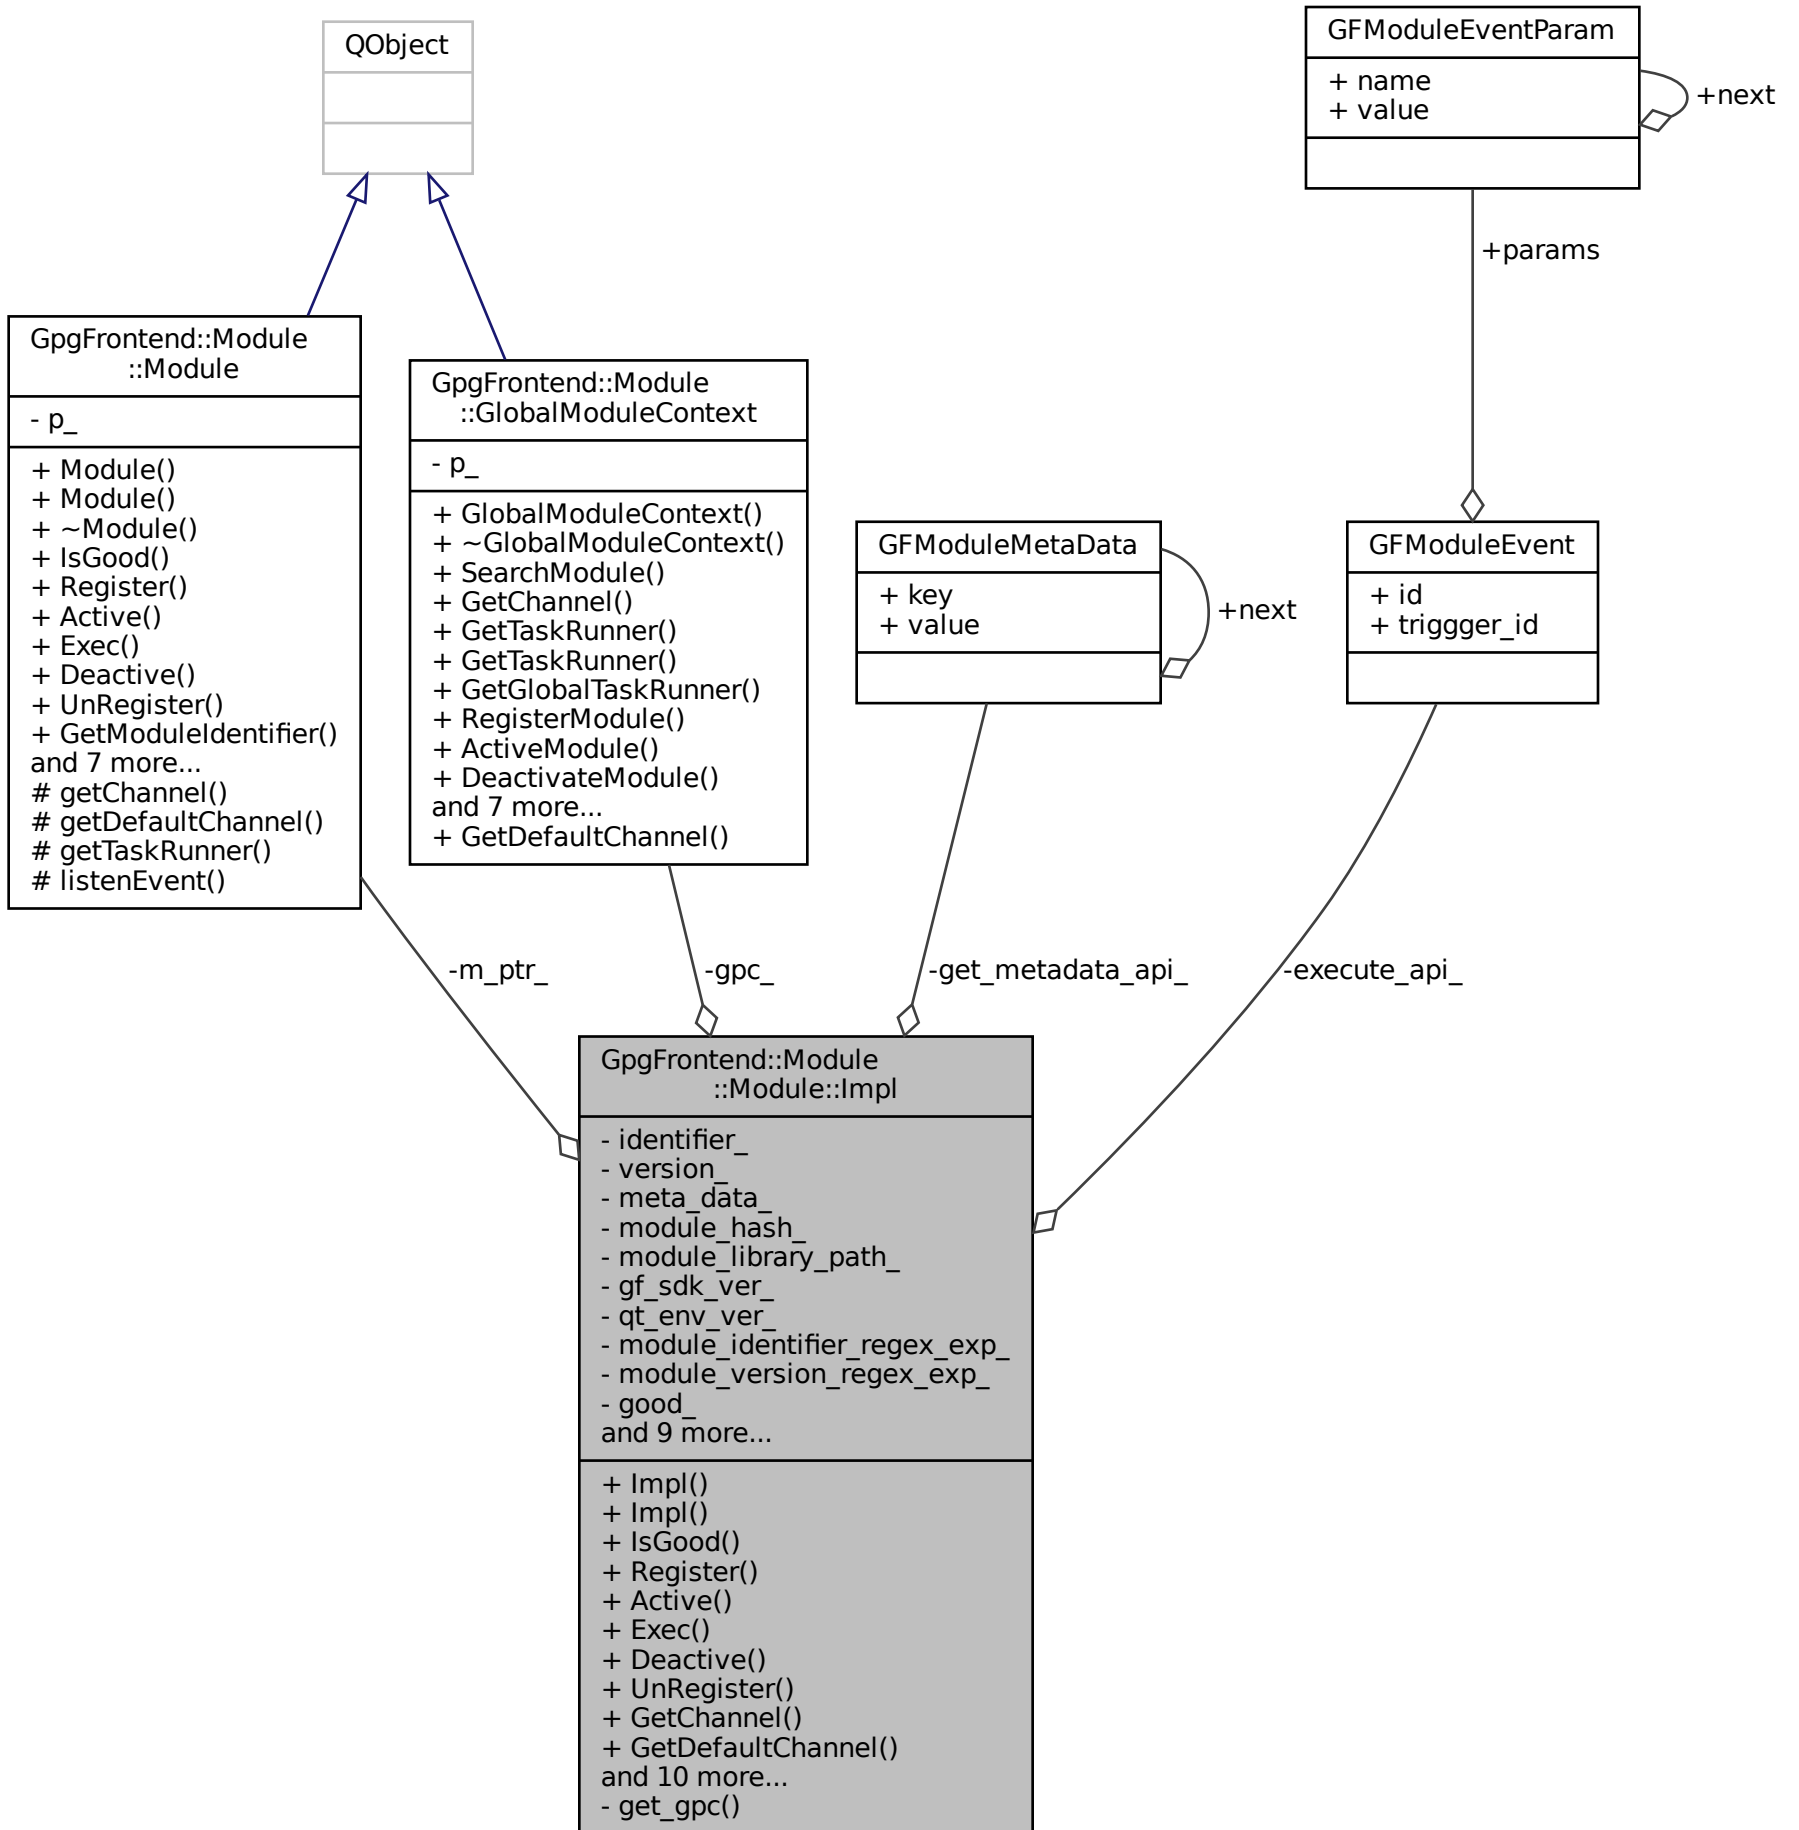 QObject
GFModuleEventParam
+ name
+ value
+next
+params
GpgFrontend::Module
::Module
- p_
+ Module()
+ Module()
+ ~Module()
+ IsGood()
+ Register()
+ Active()
+ Exec()
+ Deactive()
+ UnRegister()
+ GetModuleIdentifier()
and 7 more...
# getChannel()
# getDefaultChannel()
# getTaskRunner()
# listenEvent()
GpgFrontend::Module
::GlobalModuleContext
- p_
+ GlobalModuleContext()
+ ~GlobalModuleContext()
+ SearchModule()
+ GetChannel()
+ GetTaskRunner()
+ GetTaskRunner()
+ GetGlobalTaskRunner()
+ RegisterModule()
+ ActiveModule()
+ DeactivateModule()
and 7 more...
+ GetDefaultChannel()
GFModuleMetaData
+ key
+ value
+next
GFModuleEvent
+ id
+ triggger_id
-m_ptr_
-gpc_
-get_metadata_api_
-execute_api_
GpgFrontend::Module
::Module::Impl
- identifier_
- version_
- meta_data_
- module_hash_
- module_library_path_
- gf_sdk_ver_
- qt_env_ver_
- module_identifier_regex_exp_
- module_version_regex_exp_
- good_
and 9 more...
+ Impl()
+ Impl()
+ IsGood()
+ Register()
+ Active()
+ Exec()
+ Deactive()
+ UnRegister()
+ GetChannel()
+ GetDefaultChannel()
and 10 more...
- get_gpc()